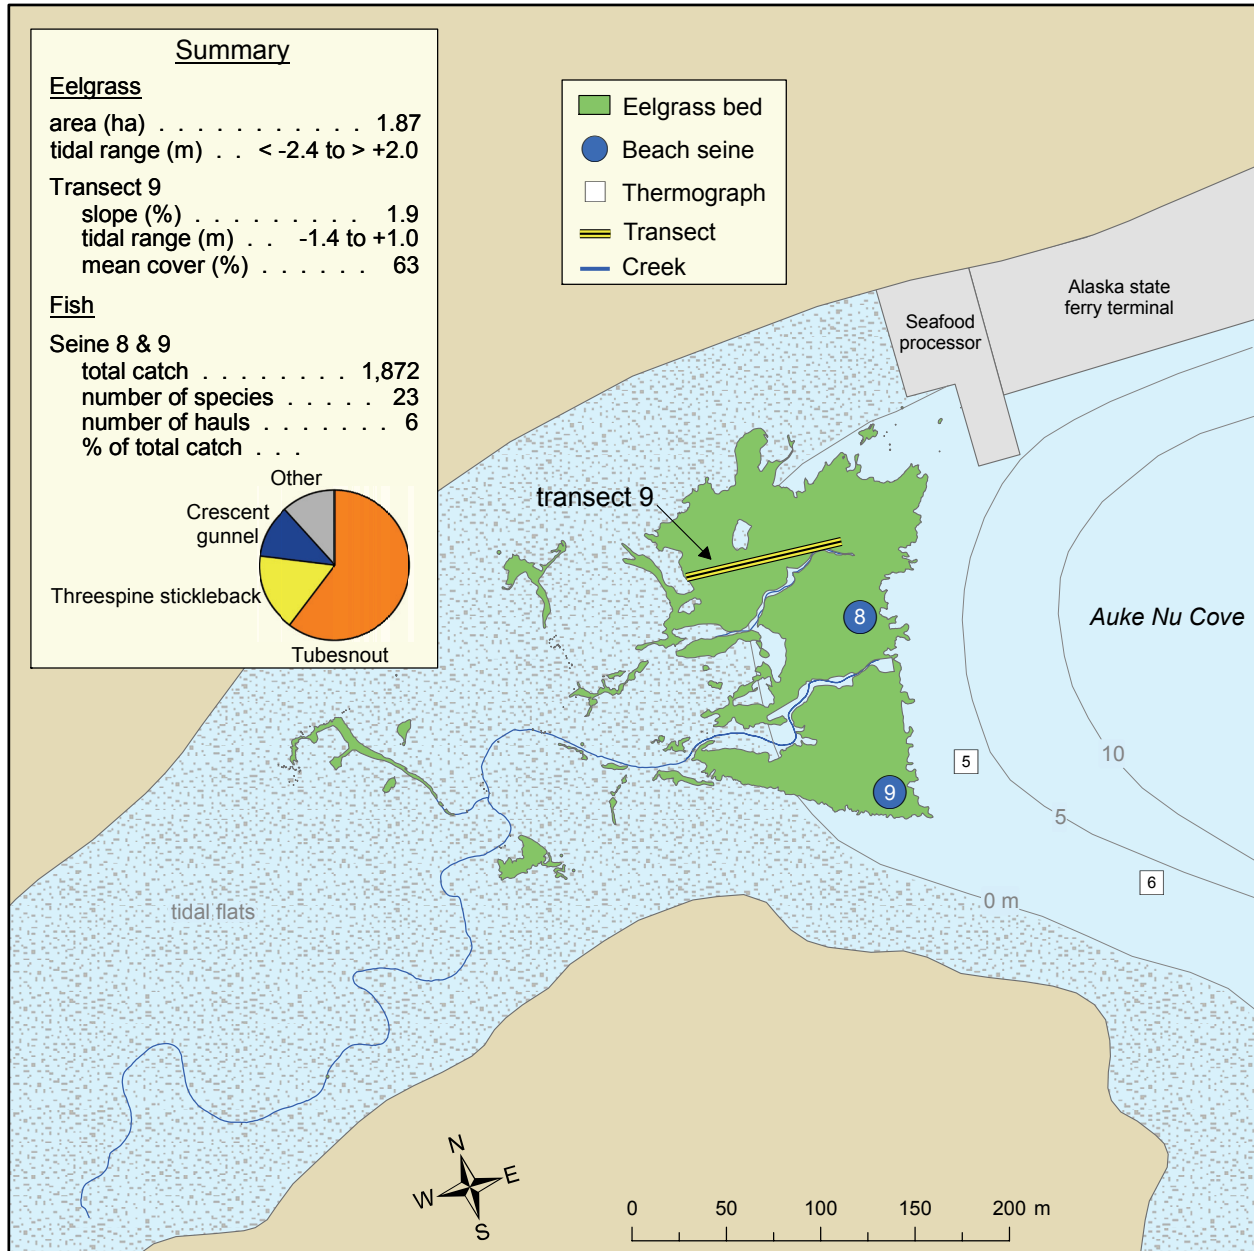 Summary
Eelgrass
area (ha) . . . . . . . . . . . 1.87
tidal range (m) . . < -2.4 to > +2.0
Transect 9
slope (%) . . . . . . . . . 1.9
tidal range (m) . . -1.4 to +1.0
mean cover (%) . . . . . . 63
Fish
Seine 8 & 9
total catch . . . . . . . . 1,872
number of species . . . . . 23
number of hauls . . . . . . . 6
% of total catch . . .
Other
Crescent
gunnel
Threespine stickleback
Tubesnout
Eelgrass bed
Beach seine
Thermograph
Transect
Creek
Alaska state
ferry terminal
Seafood
processor
transect 9
8
Auke Nu Cove
10
5
9
5
6
0 m
tidal flats
N
E
W
S
0 50 100 150 200 m